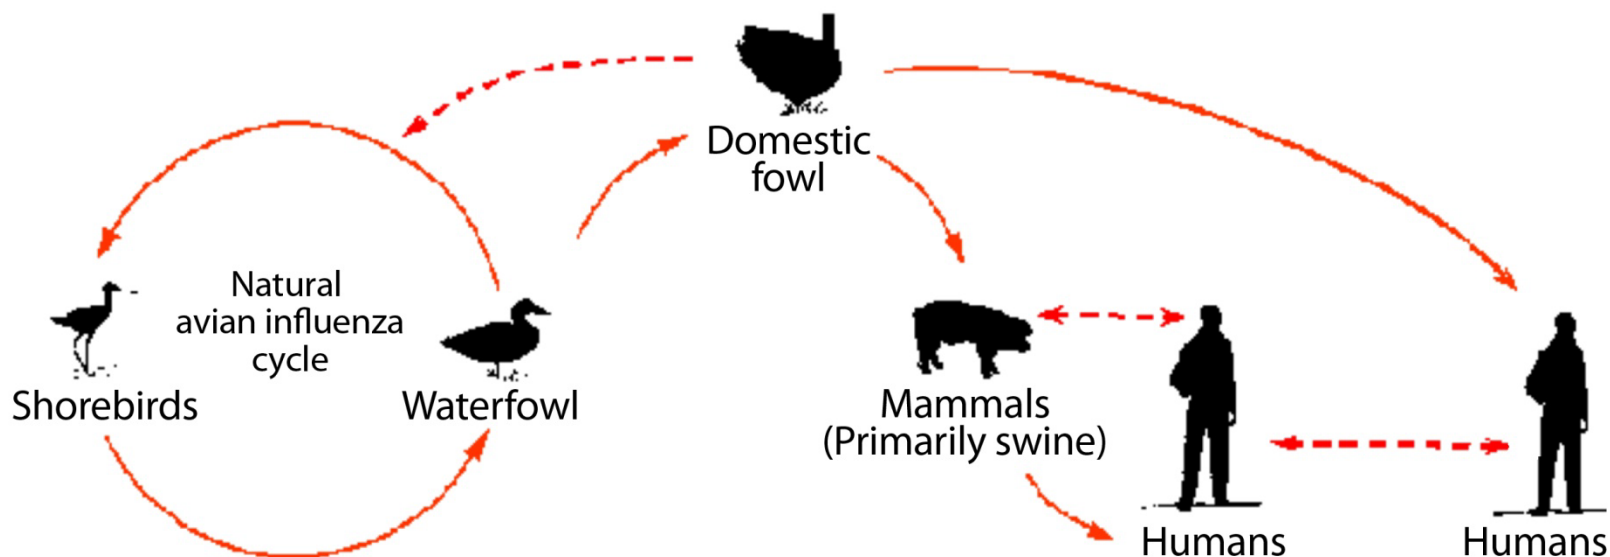 Domestic
fowl
Natural
avian influenza
cycle
Shorebirds
Waterfowl
Mammals
(Primarily swine)
Humans
Humans